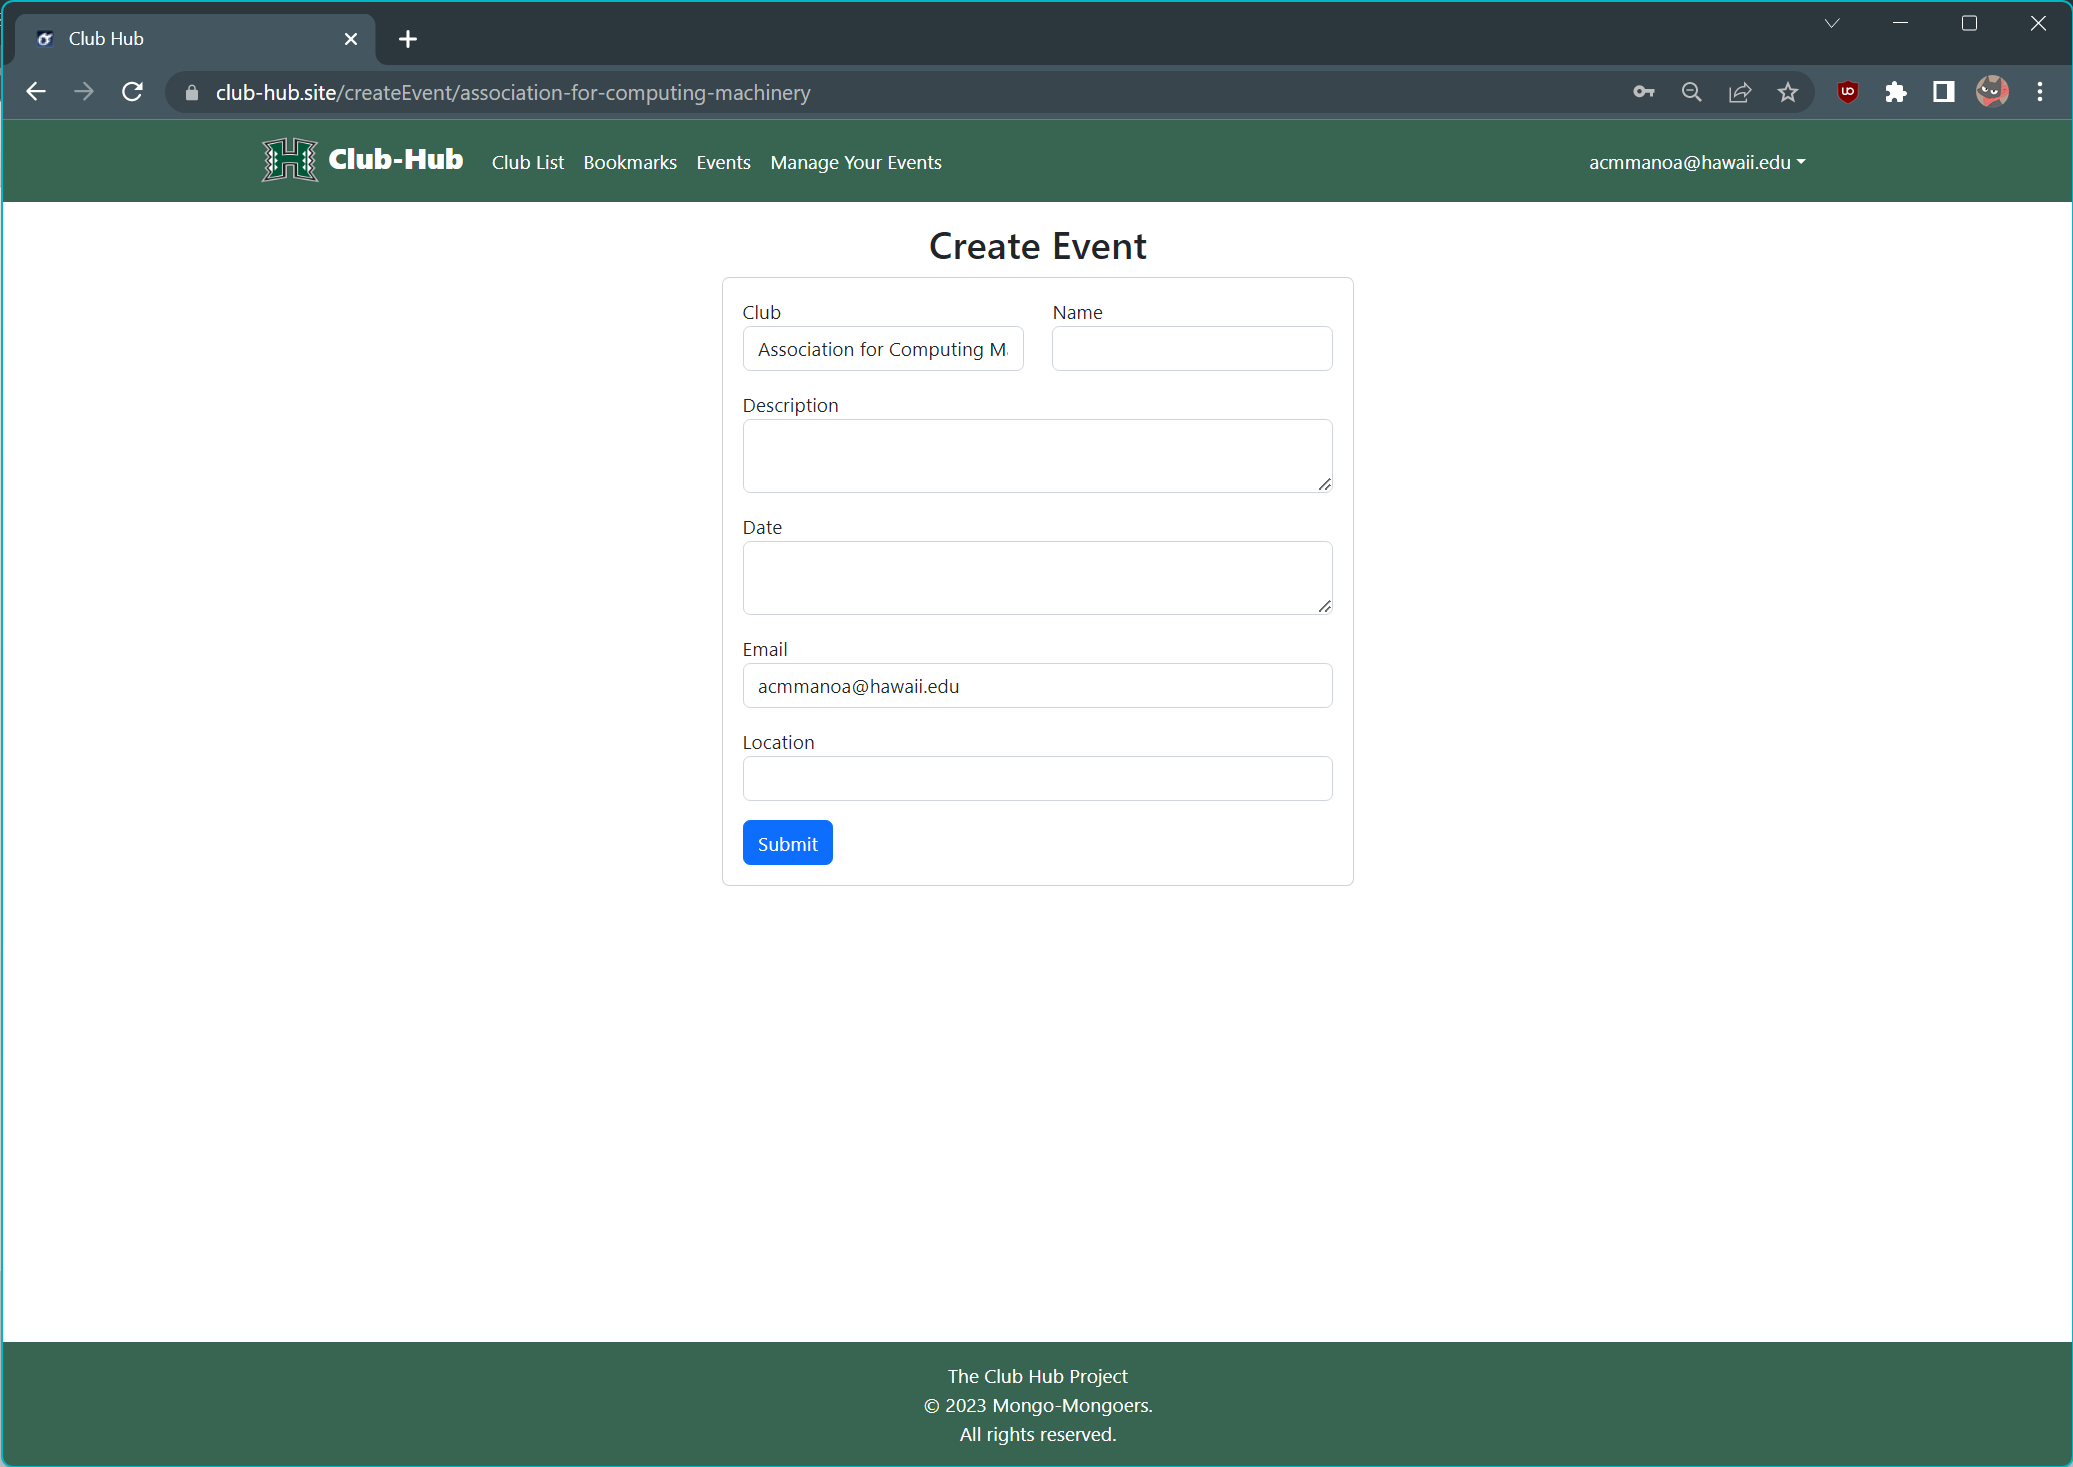 Club Hub
club-hub.site/createEvent/association-for-computing-machinery
Club-Hub Club List Bookmarks Events Manage Your Events acmmanoa@hawaii.edu
Create Event
Club Name
Association for Computing M
Description
Date
Email
acmmanoa@hawaii.edu
Location
Submit
The Club Hub Project
© 2023 Mongo-Mongoers.
All rights reserved.